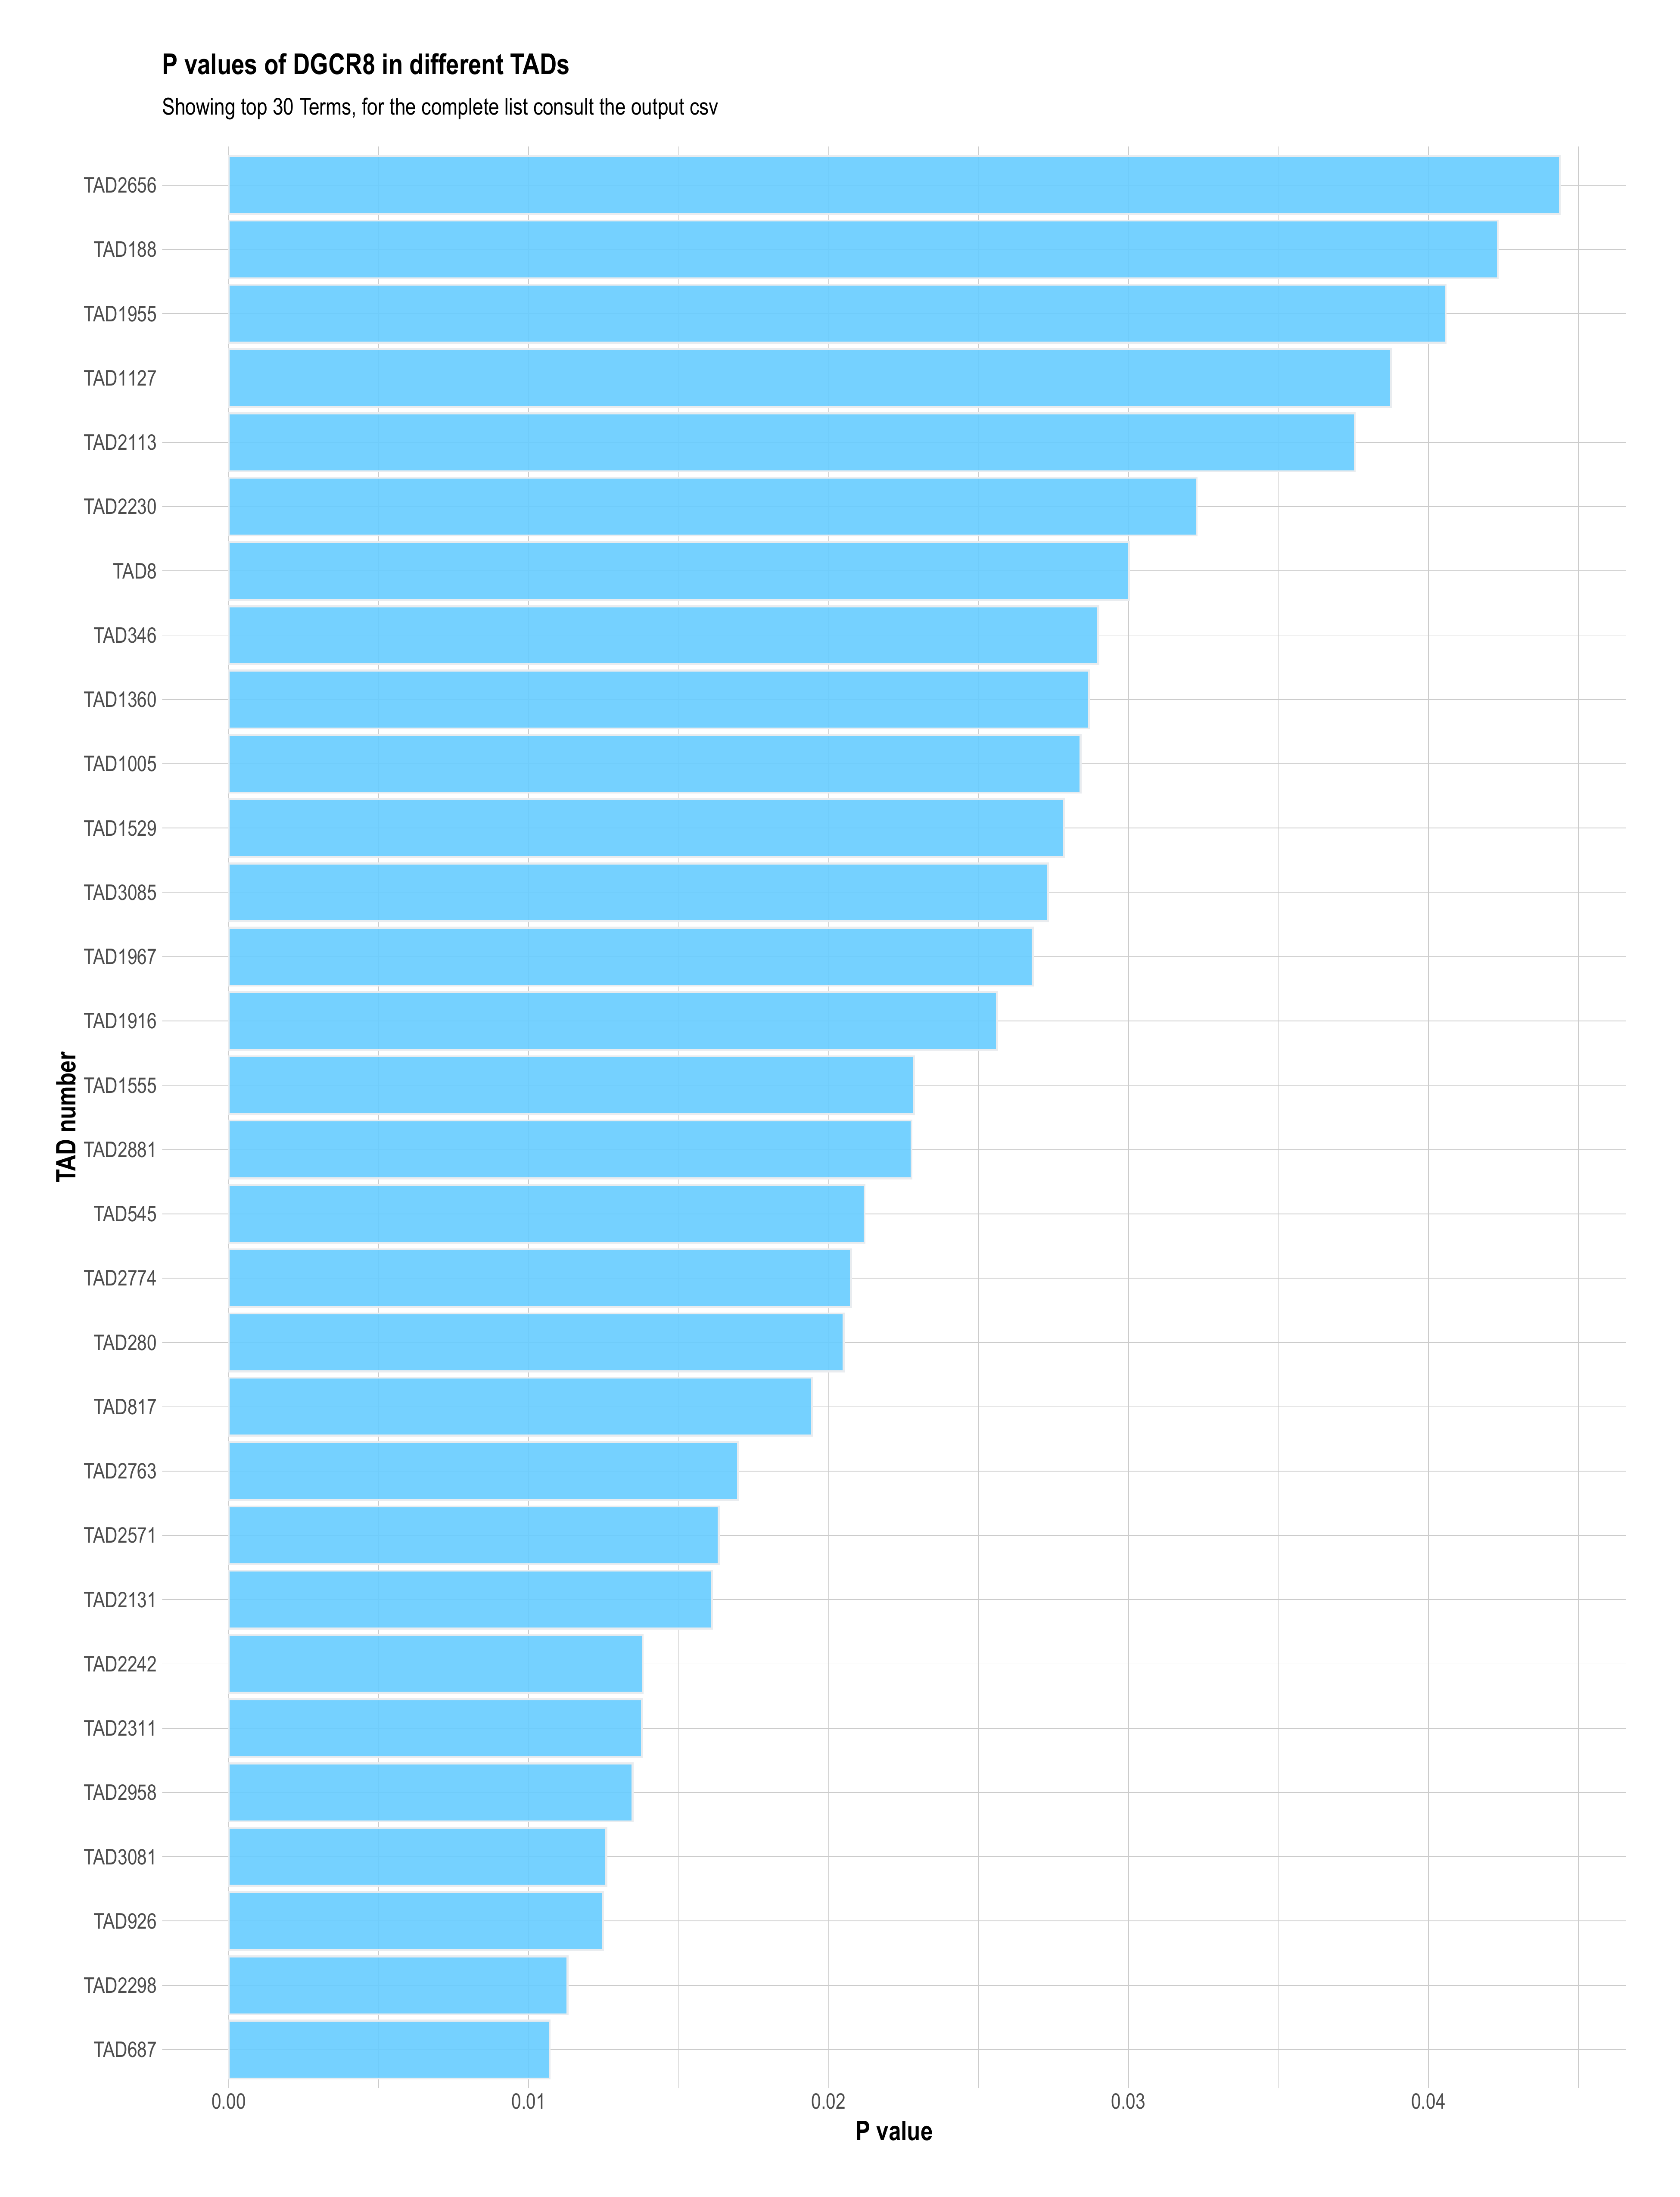 P values of DGCR8 in different TADs
Showing top 30 Terms, for the complete list consult the output csv
TAD2656
TAD188
TAD1955
TAD1127
TAD2113
TAD2230
TAD8
TAD346
TAD1360
TAD1005
TAD1529
TAD3085
TAD1967
TAD1916
TAD1555
TAD2881
TAD545
TAD2774
TAD280
TAD817
TAD2763
TAD2571
TAD2131
TAD2242
TAD2311
TAD2958
TAD3081
TAD926
TAD2298
TAD687
TAD number
0.00 0.01 0.02 0.03 0.04
P value